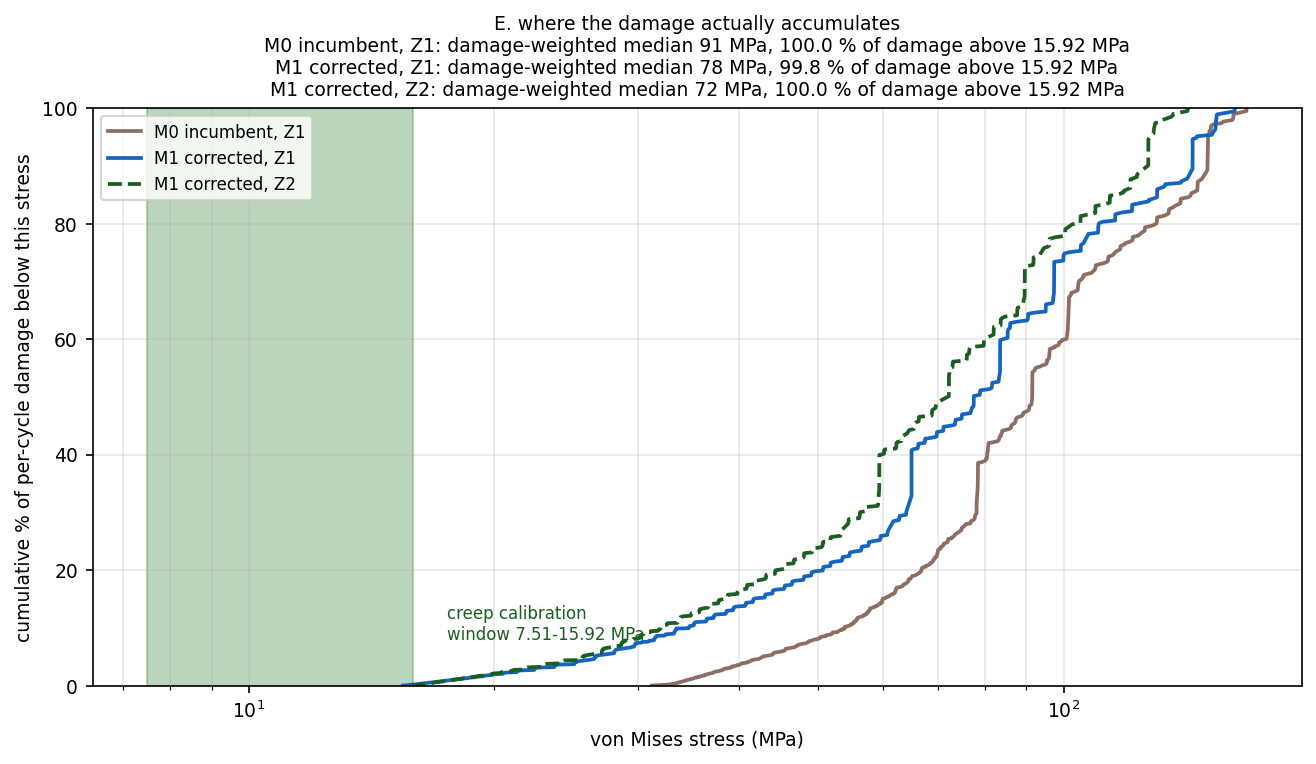 E. where the damage actually accumulates
M0 incumbent, Z1: damage-weighted median 91 MPa, 100.0 % of damage above 15.92 MPa
M1 corrected, Z1: damage-weighted median 78 MPa, 99.8 % of damage above 15.92 MPa
M1 corrected, Z2: damage-weighted median 72 MPa, 100.0 % of damage above 15.92 MPa
cumulative % of per-cycle damage below this stress
100
80
60
40
20
0
M0 incumbent, Z1
M1 corrected, Z1
M1 corrected, Z2
creep calibration
window 7.51-15.92 MPa
10¹
10²
von Mises stress (MPa)